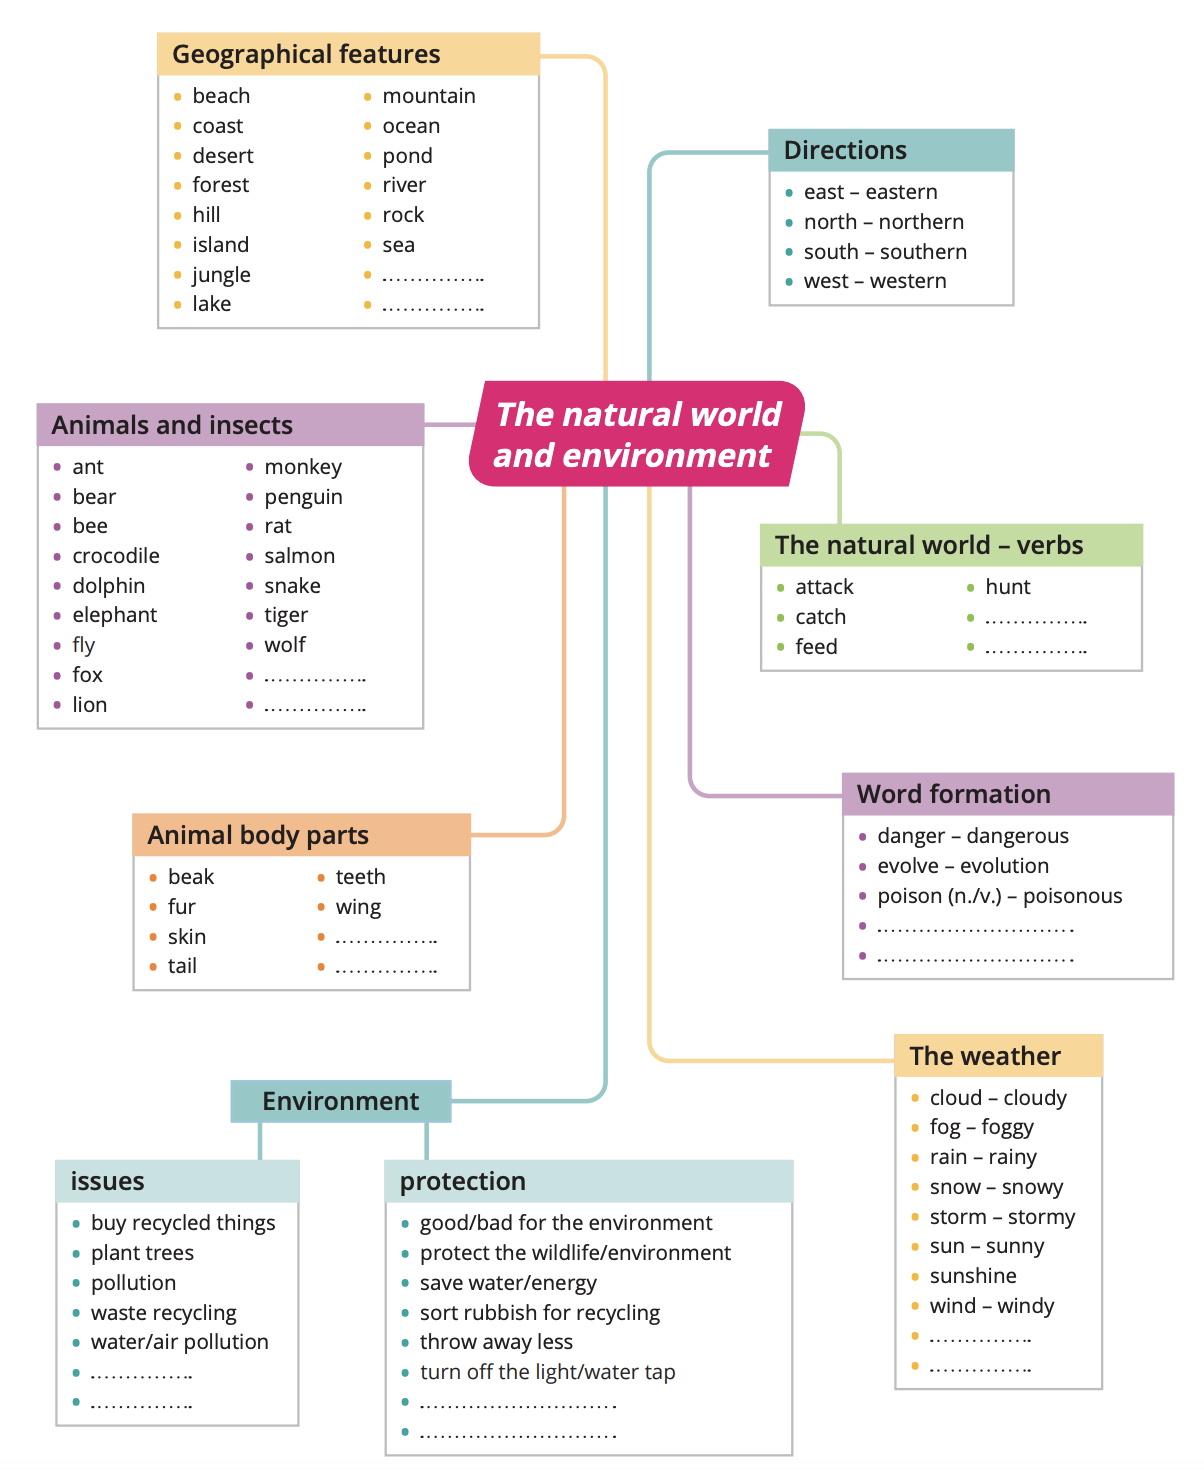 Geographical features
beach
coast
desert
forest
hill
island
jungle
lake
mountain
ocean
pond
river
rock
sea
...............
...............
Directions
east – eastern
north – northern
south – southern
west – western
The natural world
and environment
Animals and insects
ant
bear
bee
crocodile
dolphin
elephant
fly
fox
lion
monkey
penguin
rat
salmon
snake
tiger
wolf
...............
...............
The natural world – verbs
attack
catch
feed
hunt
...............
...............
Animal body parts
beak
fur
skin
tail
teeth
wing
...............
...............
Word formation
danger – dangerous
evolve – evolution
poison (n./v.) – poisonous
............................
............................
Environment
issues
buy recycled things
plant trees
pollution
waste recycling
water/air pollution
...............
...............
protection
good/bad for the environment
protect the wildlife/environment
save water/energy
sort rubbish for recycling
throw away less
turn off the light/water tap
............................
............................
The weather
cloud – cloudy
fog – foggy
rain – rainy
snow – snowy
storm – stormy
sun – sunny
sunshine
wind – windy
...............
...............